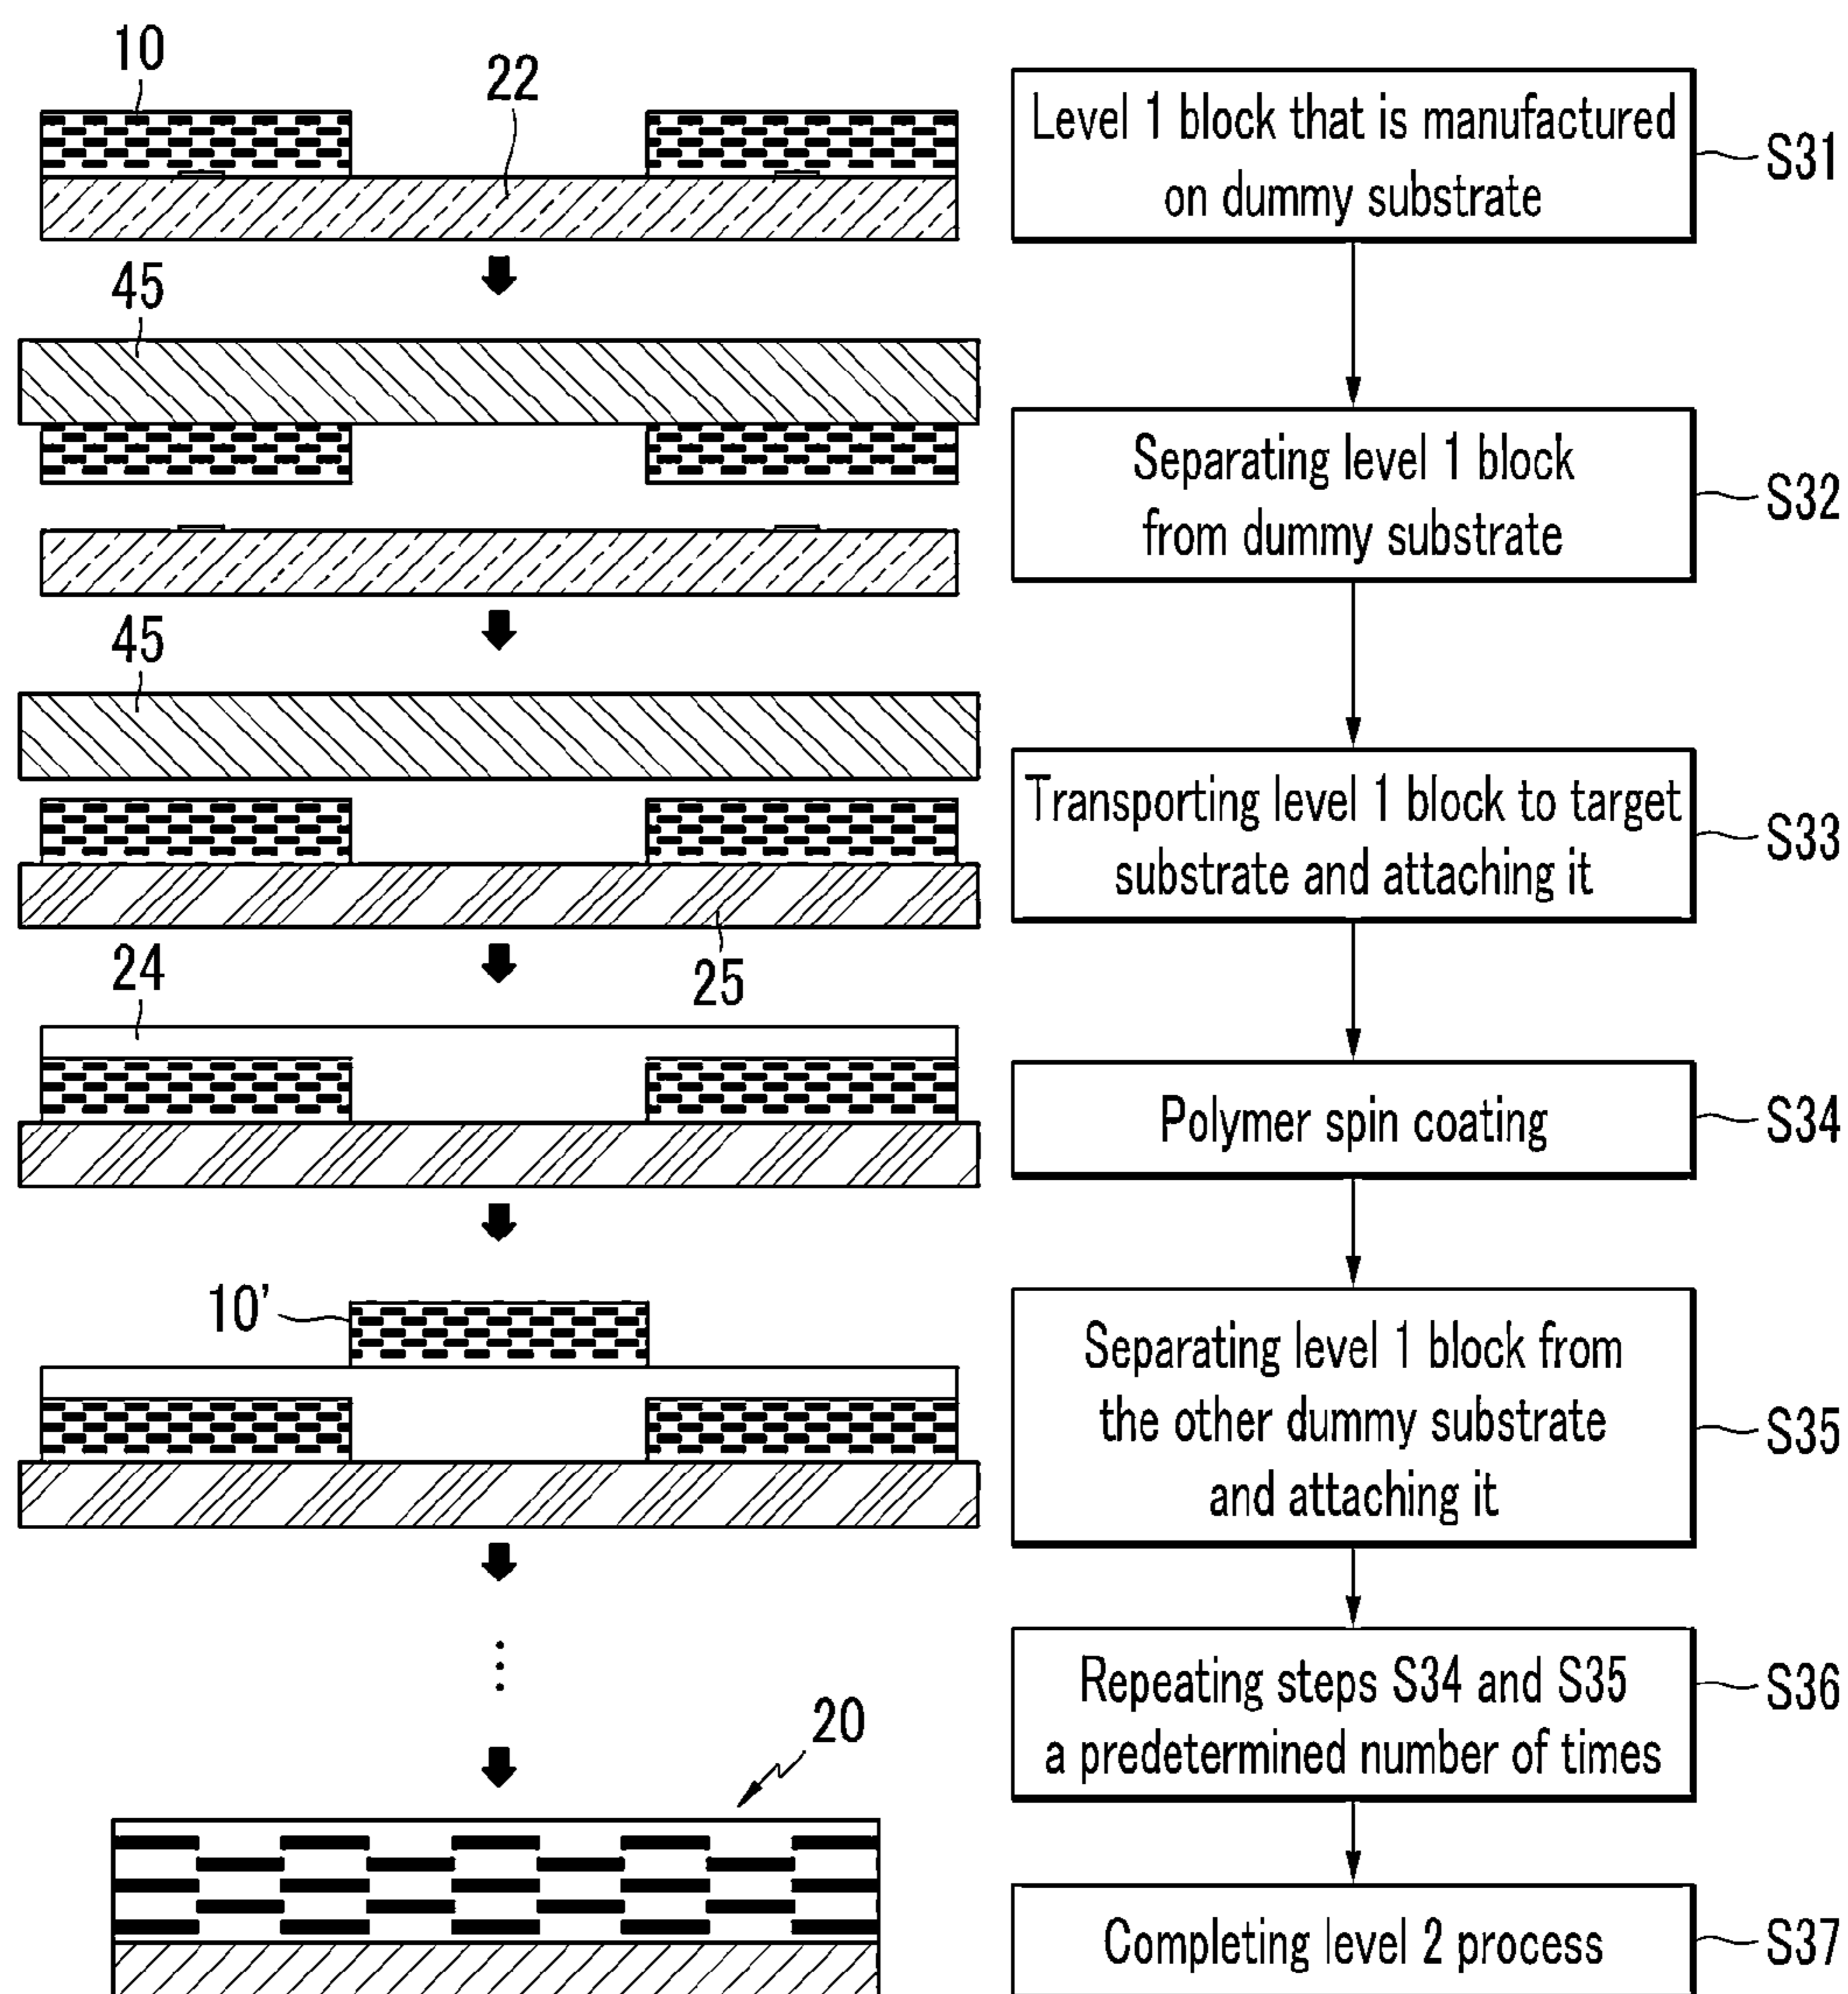 10
22
Level 1 block that is manufactured
on dummy substrate
S31
45
Separating level 1 block
from dummy substrate
S32
45
Transporting level 1 block to target
substrate and attaching it
S33
25
24
Polymer spin coating
S34
10'
Separating level 1 block from
the other dummy substrate
and attaching it
S35
Repeating steps S34 and S35
a predetermined number of times
S36
20
Completing level 2 process
S37